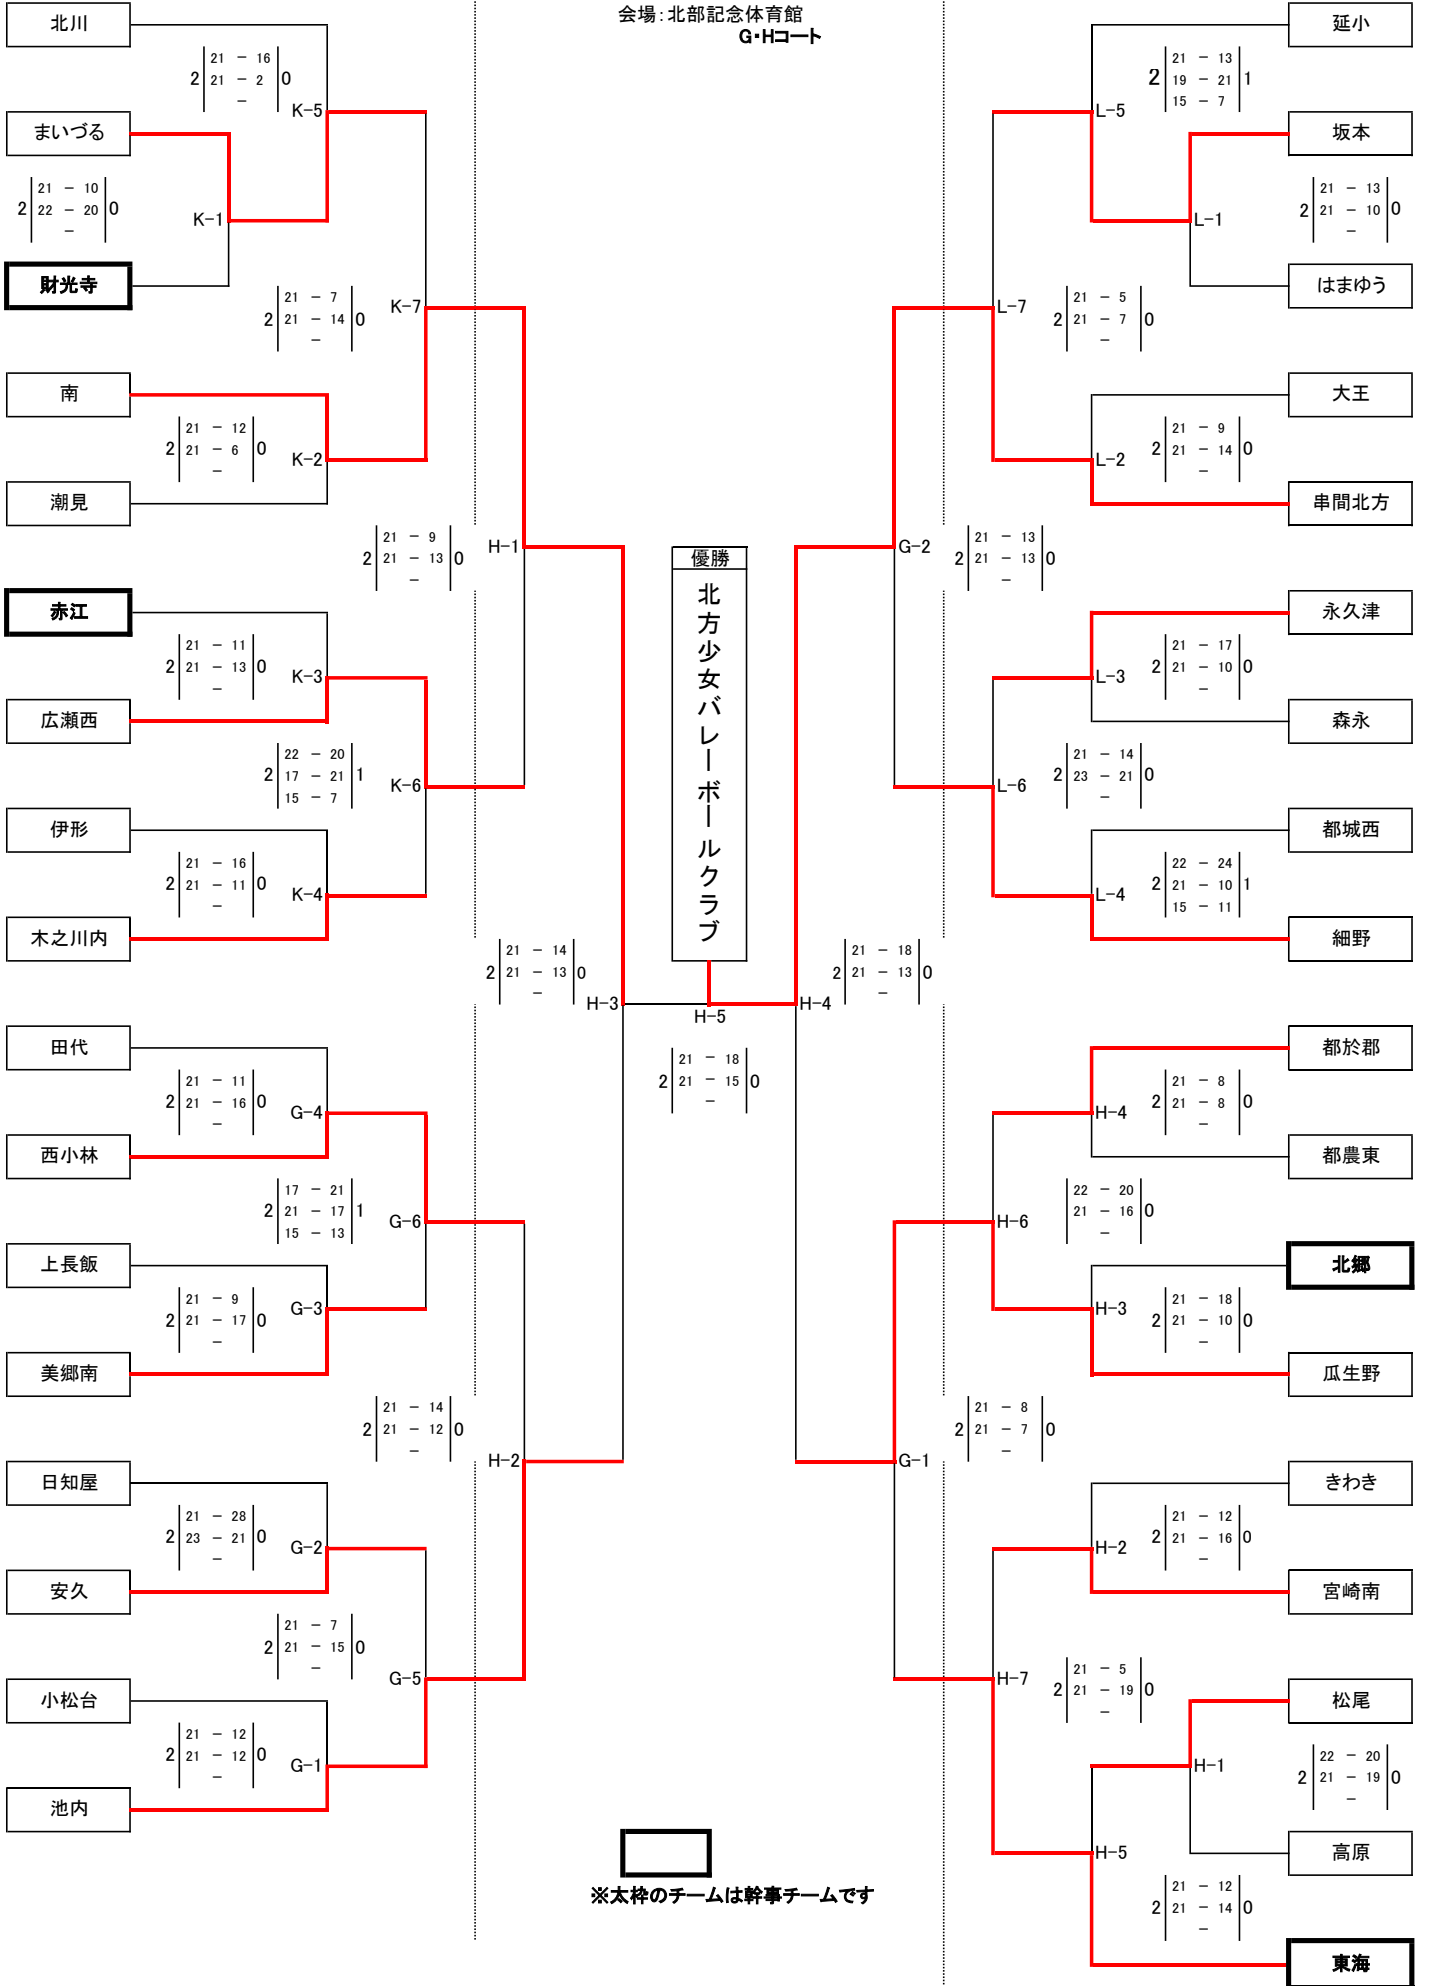 会場：北部記念体育館
G・Hコート
北川
21 － 16
2 21 － 2 0
－
K-5
まいづる
21 － 10
2 22 － 20 0
－
K-1
財光寺
21 － 7
2 21 － 14 0
－
K-7
南
21 － 12
2 21 － 6 0
－
K-2
潮見
21 － 9
2 21 － 13 0
－
H-1
赤江
21 － 11
2 21 － 13 0
－
K-3
広瀬西
22 － 20
2 17 － 21 1
15 － 7
K-6
伊形
21 － 16
2 21 － 11 0
－
K-4
木之川内
21 － 14
2 21 － 13 0
－
H-3
田代
21 － 11
2 21 － 16 0
－
G-4
西小林
17 － 21
2 21 － 17 1
15 － 13
G-6
上長飯
21 － 9
2 21 － 17 0
－
G-3
美郷南
21 － 14
2 21 － 12 0
－
H-2
日知屋
21 － 28
2 23 － 21 0
－
G-2
安久
21 － 7
2 21 － 15 0
－
G-5
小松台
21 － 12
2 21 － 12 0
－
G-1
池内
優勝
北方少女バレーボールクラブ
H-5
21 － 18
2 21 － 15 0
－
延小
21 － 13
2 19 － 21 1
15 － 7
L-5
坂本
21 － 13
2 21 － 10 0
－
L-1
はまゆう
L-7
21 － 5
2 21 － 7 0
－
大王
21 － 9
L-2 2 21 － 14 0
－
串間北方
G-2
21 － 13
2 21 － 13 0
－
永久津
21 － 17
L-3 2 21 － 10 0
－
森永
21 － 14
L-6 2 23 － 21 0
－
都城西
22 － 24
L-4 2 21 － 10 1
15 － 11
細野
21 － 18
2 21 － 13 0
－
H-4
都於郡
21 － 8
H-4 2 21 － 8 0
－
都農東
22 － 20
H-6 2 21 － 16 0
－
北郷
21 － 18
H-3 2 21 － 10 0
－
瓜生野
21 － 8
2 21 － 7 0
－
G-1
きわき
21 － 12
H-2 2 21 － 16 0
－
宮崎南
21 － 5
H-7 2 21 － 19 0
－
松尾
22 － 20
H-1 2 21 － 19 0
－
高原
H-5
21 － 12
2 21 － 14 0
－
東海
※太枠のチームは幹事チームです